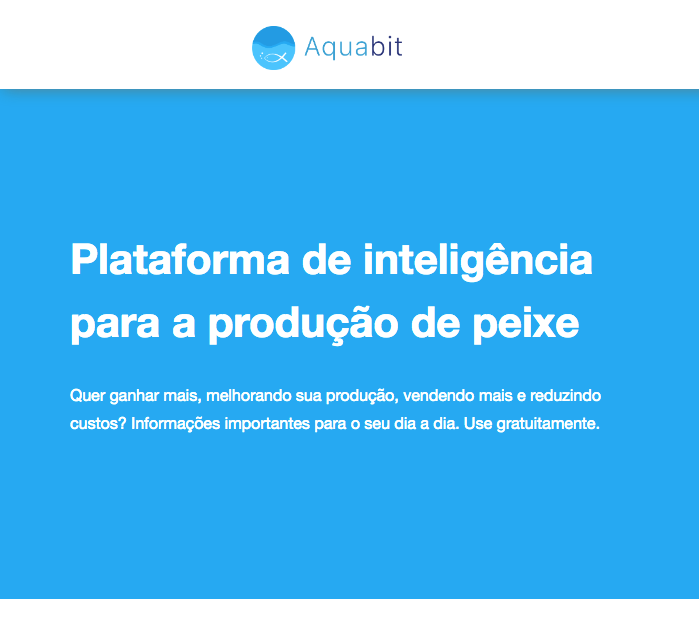 Aquabit
Plataforma de inteligência
para a produção de peixe
Quer ganhar mais, melhorando sua produção, vendendo mais e reduzindo
custos? Informações importantes para o seu dia a dia. Use gratuitamente.